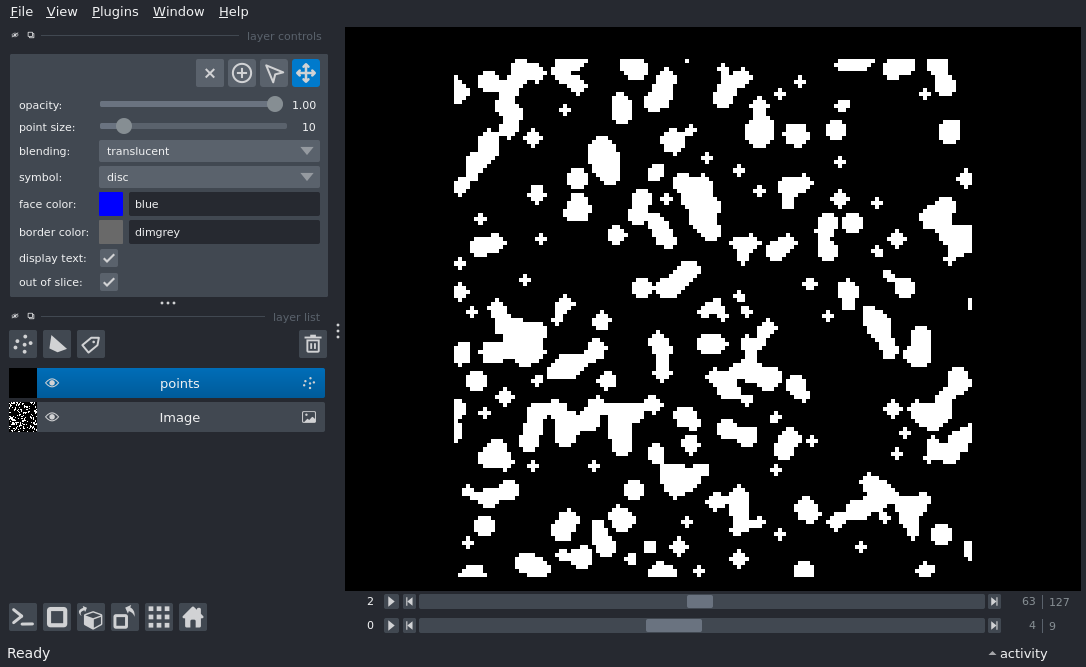 File View Plugins Window Help
layer controls
opacity: 1.00
point size: 10
blending: translucent
symbol: disc
face color: blue
border color: dimgrey
display text:
out of slice:
layer list
points
Image
2 63 127
0 4 9
Ready activity